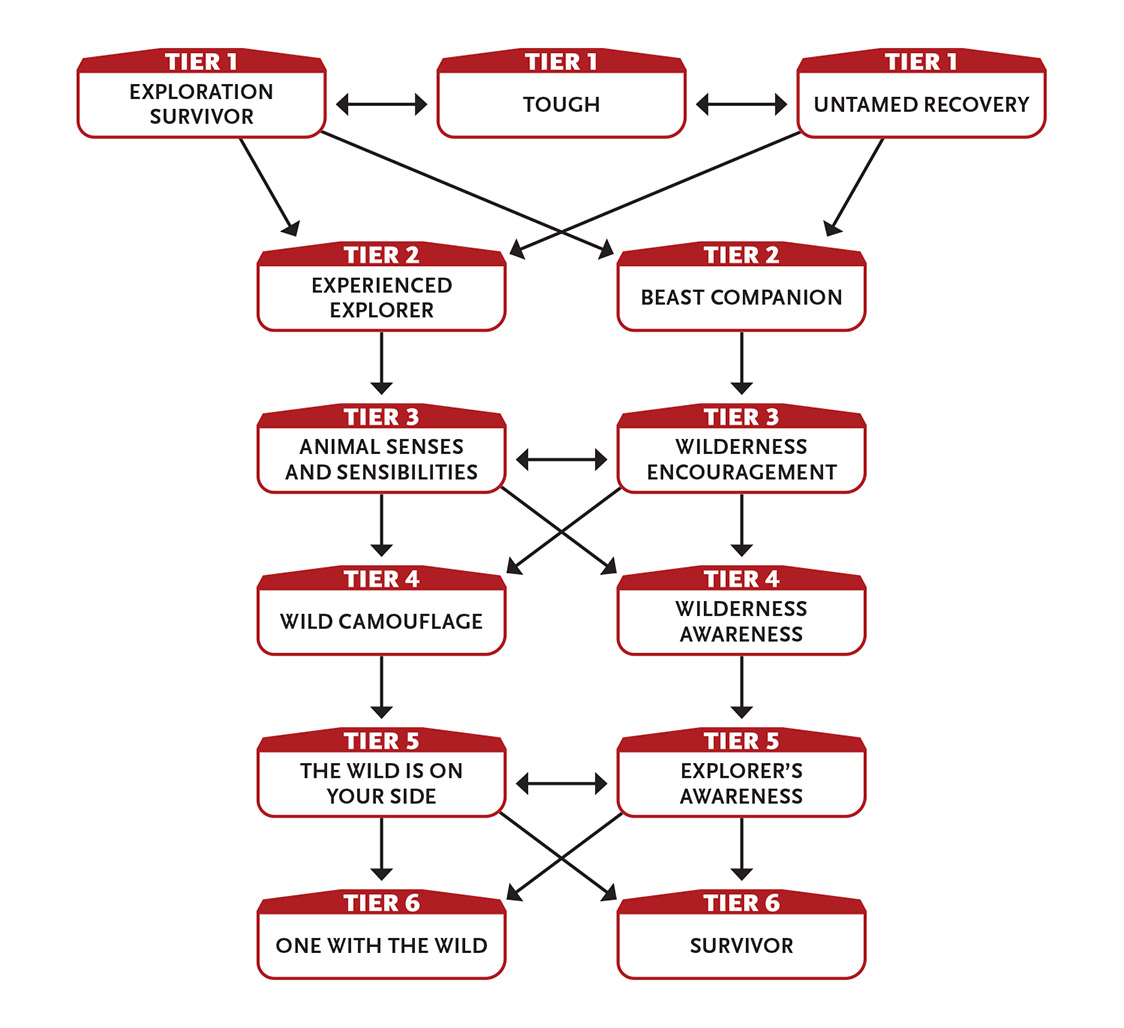 TIER 1
EXPLORATION
SURVIVOR
TIER 1
TOUGH
TIER 1
UNTAMED RECOVERY
TIER 2
EXPERIENCED
EXPLORER
TIER 2
BEAST COMPANION
TIER 3
ANIMAL SENSES
AND SENSIBILITIES
TIER 3
WILDERNESS
ENCOURAGEMENT
TIER 4
WILD CAMOUFLAGE
TIER 4
WILDERNESS
AWARENESS
TIER 5
THE WILD IS ON
YOUR SIDE
TIER 5
EXPLORER’S
AWARENESS
TIER 6
ONE WITH THE WILD
TIER 6
SURVIVOR